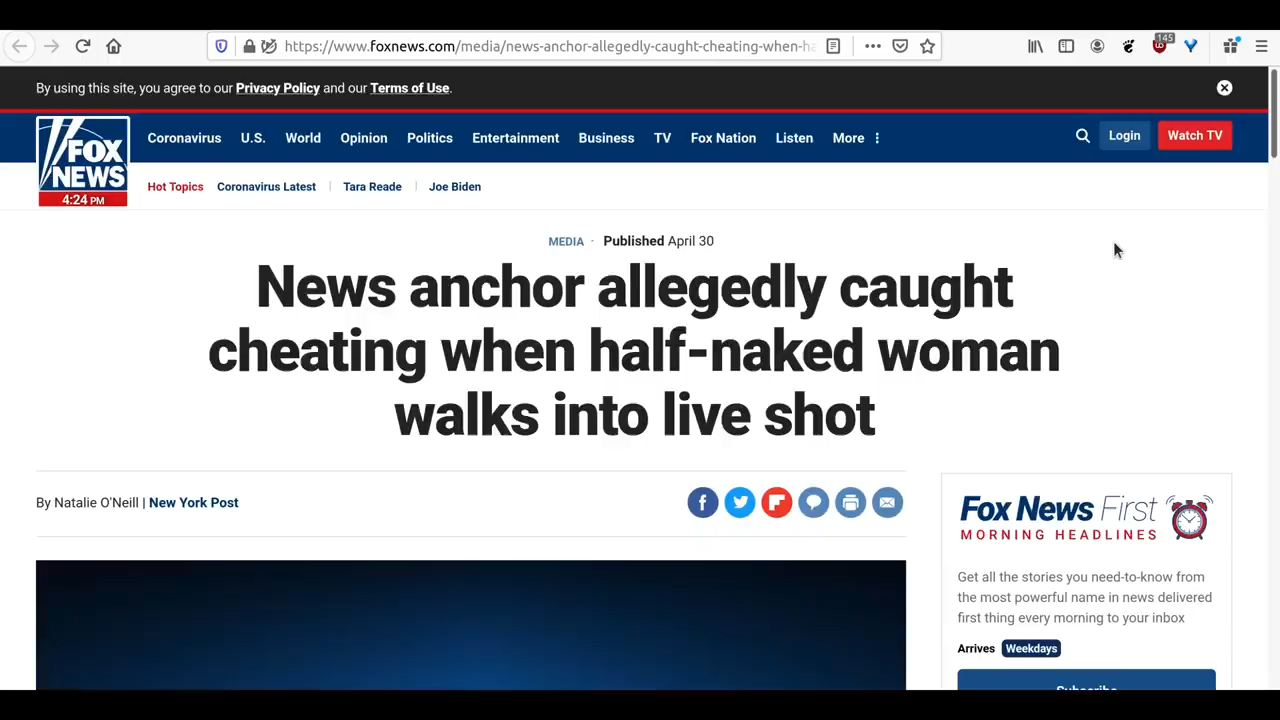 https://www.foxnews.com/media/news-anchor-allegedly-caught-cheating-when-ha
145
By using this site, you agree to our Privacy Policy and our Terms of Use.
FOX
NEWS
4:24 PM
Coronavirus U.S. World Opinion Politics Entertainment Business TV Fox Nation Listen More
Login
Watch TV
Hot Topics Coronavirus Latest Tara Reade Joe Biden
MEDIA · Published April 30
News anchor allegedly caught
cheating when half-naked woman
walks into live shot
By Natalie O'Neill | New York Post
Fox News First
MORNING HEADLINES
Get all the stories you need-to-know from
the most powerful name in news delivered
first thing every morning to your inbox
Arrives Weekdays
Subscribe